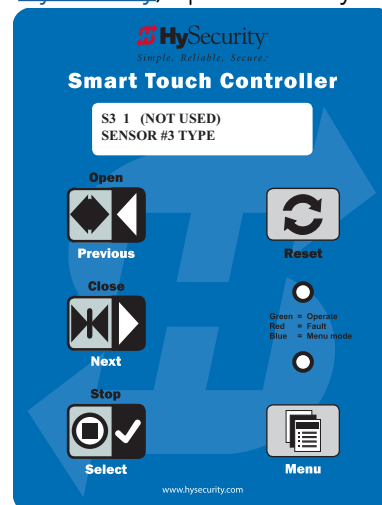 HySecurity
Simple. Reliable. Secure.
Smart Touch Controller
S3 1 (NOT USED)
SENSOR #3 TYPE
Open
Previous
Reset
Close
Next
Green = Operate
Red = Fault
Blue = Menu mode
Stop
Select
Menu
www.hysecurity.com